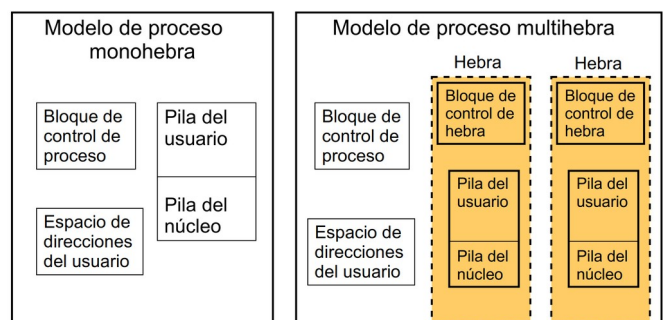 Modelo de proceso
monohebra
Bloque de
control de
proceso
Pila del
usuario
Pila del
núcleo
Espacio de
direcciones
del usuario
Modelo de proceso multihebra
Hebra
Hebra
Bloque de
control de
proceso
Bloque de
control de
hebra
Bloque de
control de
hebra
Pila del
usuario
Pila del
núcleo
Pila del
usuario
Pila del
núcleo
Espacio de
direcciones
del usuario